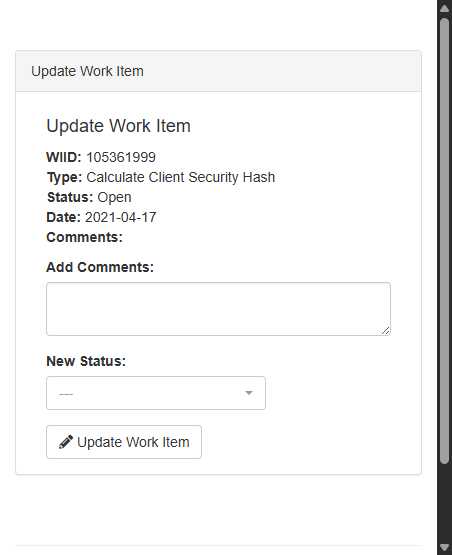 Update Work Item
Update Work Item
WIID: 105361999
Type: Calculate Client Security Hash
Status: Open
Date: 2021-04-17
Comments:
Add Comments:
New Status:
---
Update Work Item